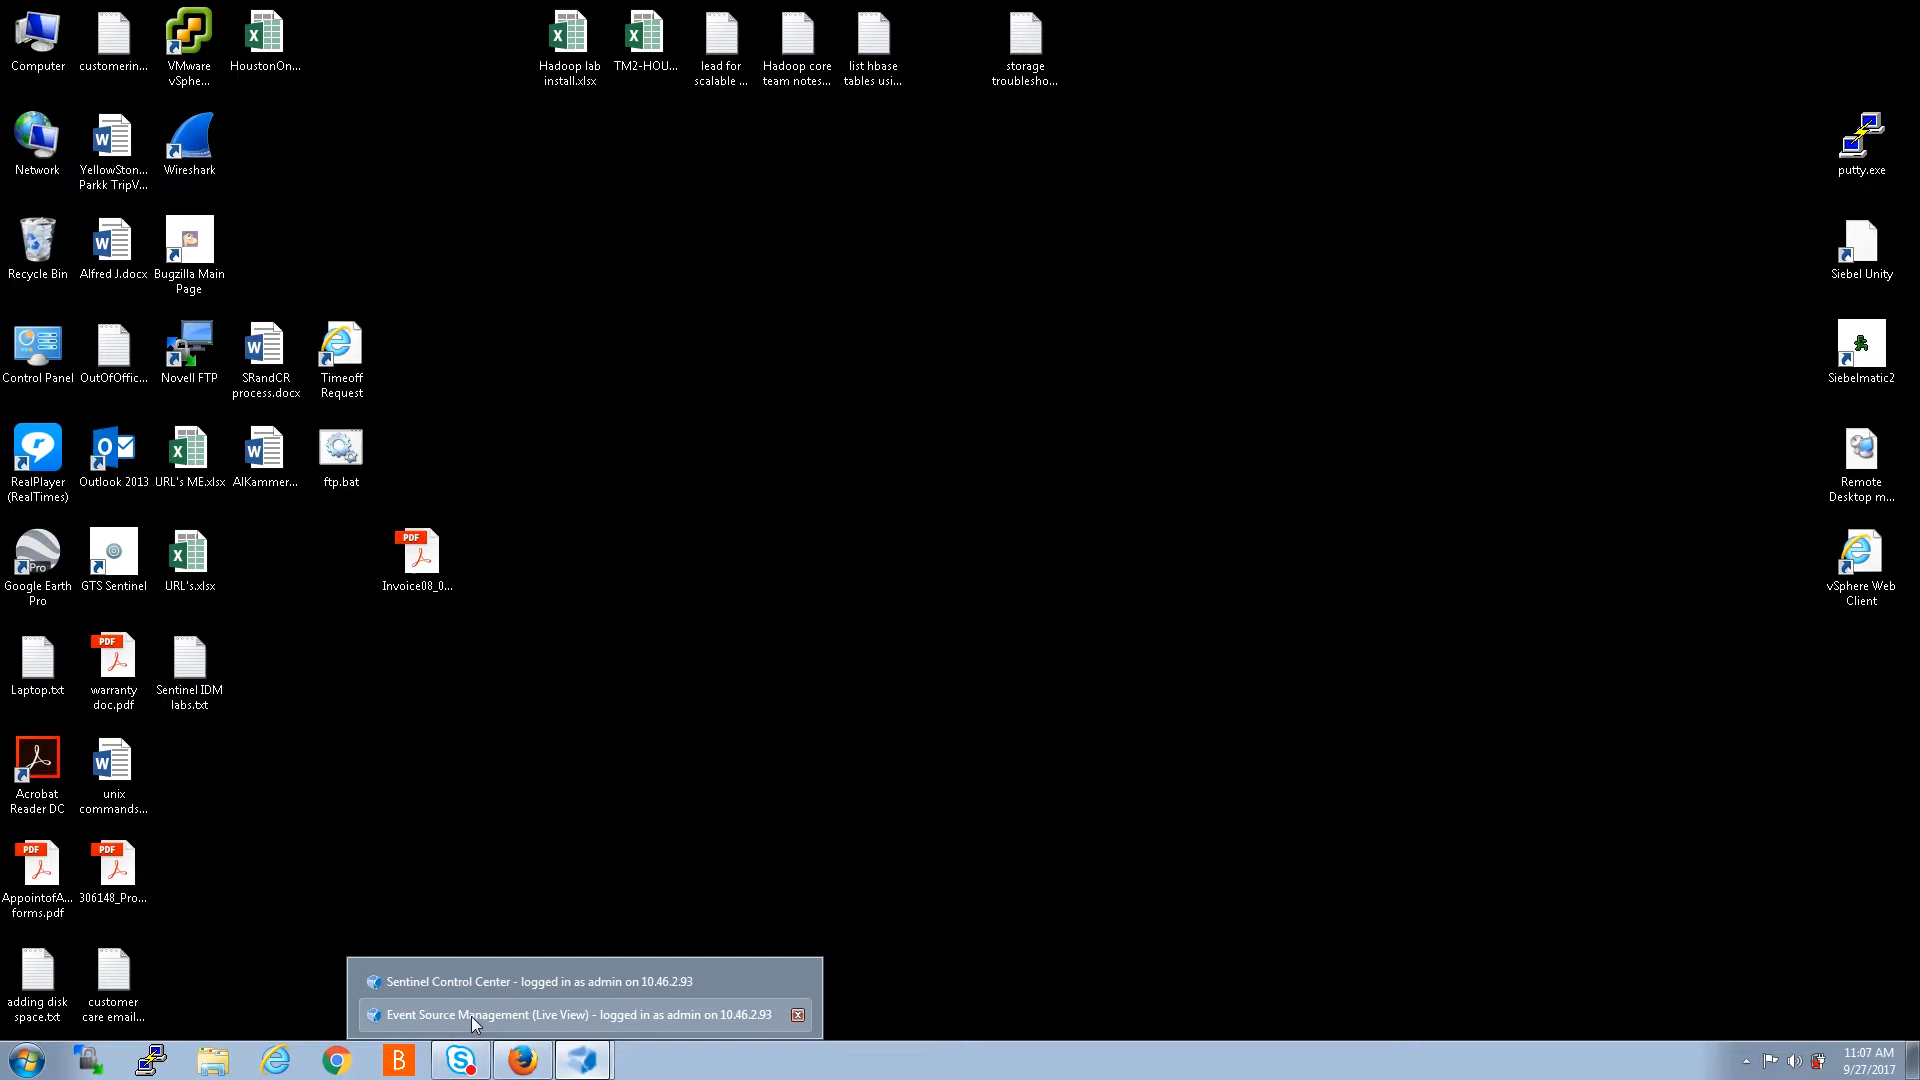 Computer
customerin...
VMware
vSphe...
HoustonOn...
Hadoop lab
install.xlsx
TM2-HOU...
lead for
scalable ...
Hadoop core
team notes...
list hbase
tables usi...
storage
troublesho...
Network
YellowSton...
Parkk TripV...
Wireshark
putty.exe
Recycle Bin
Alfred J.docx
Bugzilla Main
Page
Siebel Unity
Control Panel
OutOfOffic...
Novell FTP
SRandCR
process.docx
Timeoff
Request
Siebelmatic2
RealPlayer
(RealTimes)
Outlook 2013
URL's ME.xlsx
AlKammer...
ftp.bat
Remote
Desktop m...
Google Earth
Pro
GTS Sentinel
URL's.xlsx
PDF
Invoice08_0...
vSphere Web
Client
Laptop.txt
PDF
warranty
doc.pdf
Sentinel IDM
labs.txt
Acrobat
Reader DC
unix
commands...
PDF
AppointofA...
forms.pdf
PDF
306148_Pro...
adding disk
space.txt
customer
care email...
Sentinel Control Center - logged in as admin on 10.46.2.93
Event Source Management (Live View) - logged in as admin on 10.46.2.93
11:07 AM
9/27/2017